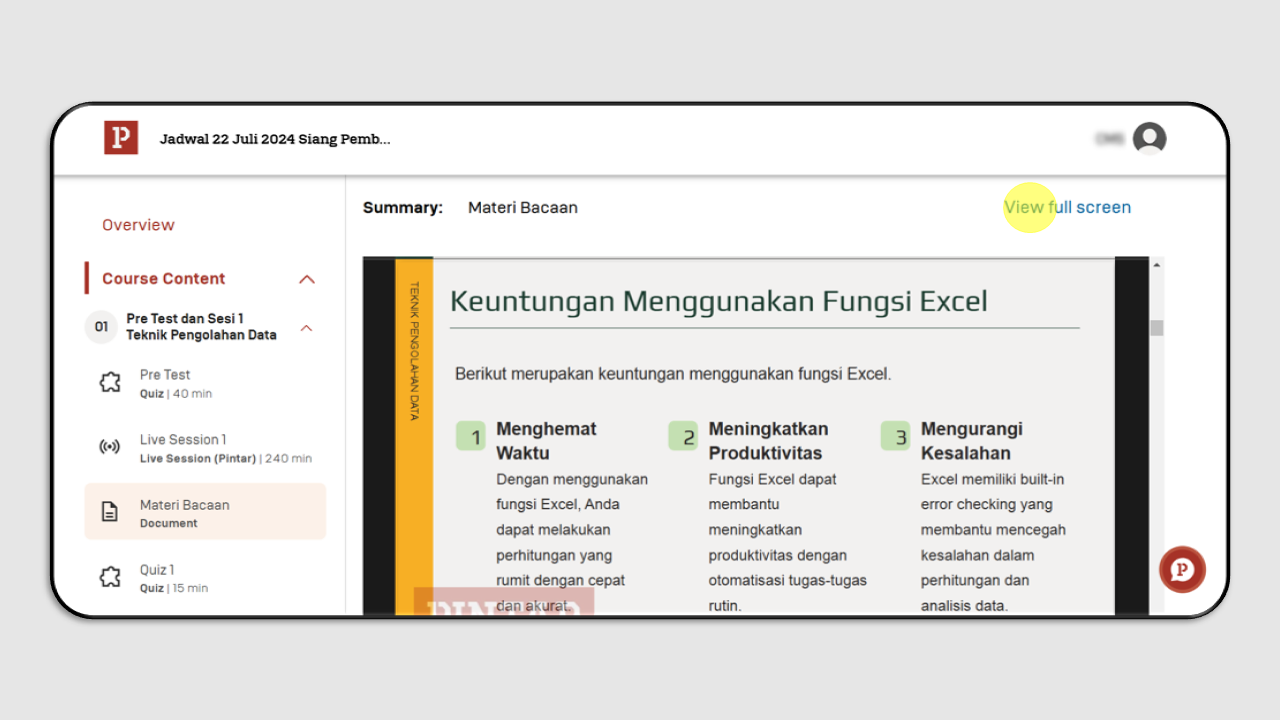 P
Jadwal 22 Juli 2024 Siang Pemb...
Overview
Course Content
01
Pre Test dan Sesi 1
Teknik Pengolahan Data
Pre Test
Quiz | 40 min
Live Session 1
Live Session (Pintar) | 240 min
Materi Bacaan
Document
Quiz 1
Quiz | 15 min
Summary:
Materi Bacaan
View full screen
TEKNIK PENGOLAHAN DATA
Keuntungan Menggunakan Fungsi Excel
Berikut merupakan keuntungan menggunakan fungsi Excel.
1
Menghemat
Waktu
Dengan menggunakan
fungsi Excel, Anda
dapat melakukan
perhitungan yang
rumit dengan cepat
dan akurat.
2
Meningkatkan
Produktivitas
Fungsi Excel dapat
membantu
meningkatkan
produktivitas dengan
otomatisasi tugas-tugas
rutin.
3
Mengurangi
Kesalahan
Excel memiliki built-in
error checking yang
membantu mencegah
kesalahan dalam
perhitungan dan
analisis data.
PINTAR
P